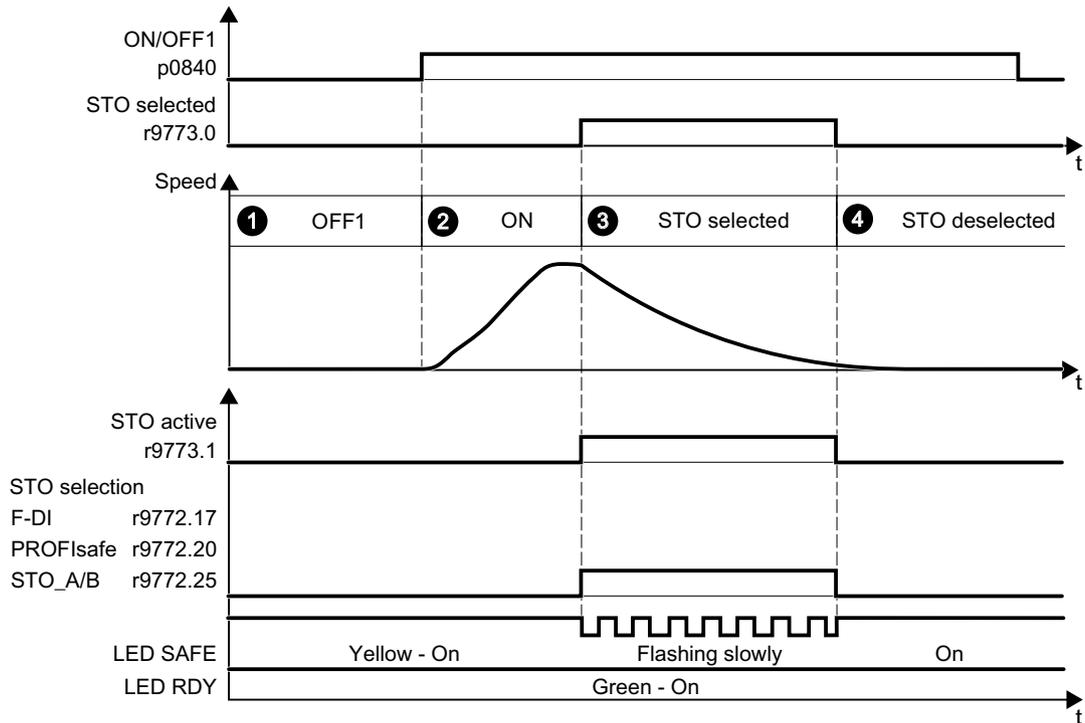 ON/OFF1
p0840
STO selected
r9773.0
t
Speed
1 OFF1 2 ON 3 STO selected 4 STO deselected
t
STO active
r9773.1
STO selection
F-DI r9772.17
PROFIsafe r9772.20
STO_A/B r9772.25
LED SAFE Yellow - On Flashing slowly On
LED RDY Green - On
t